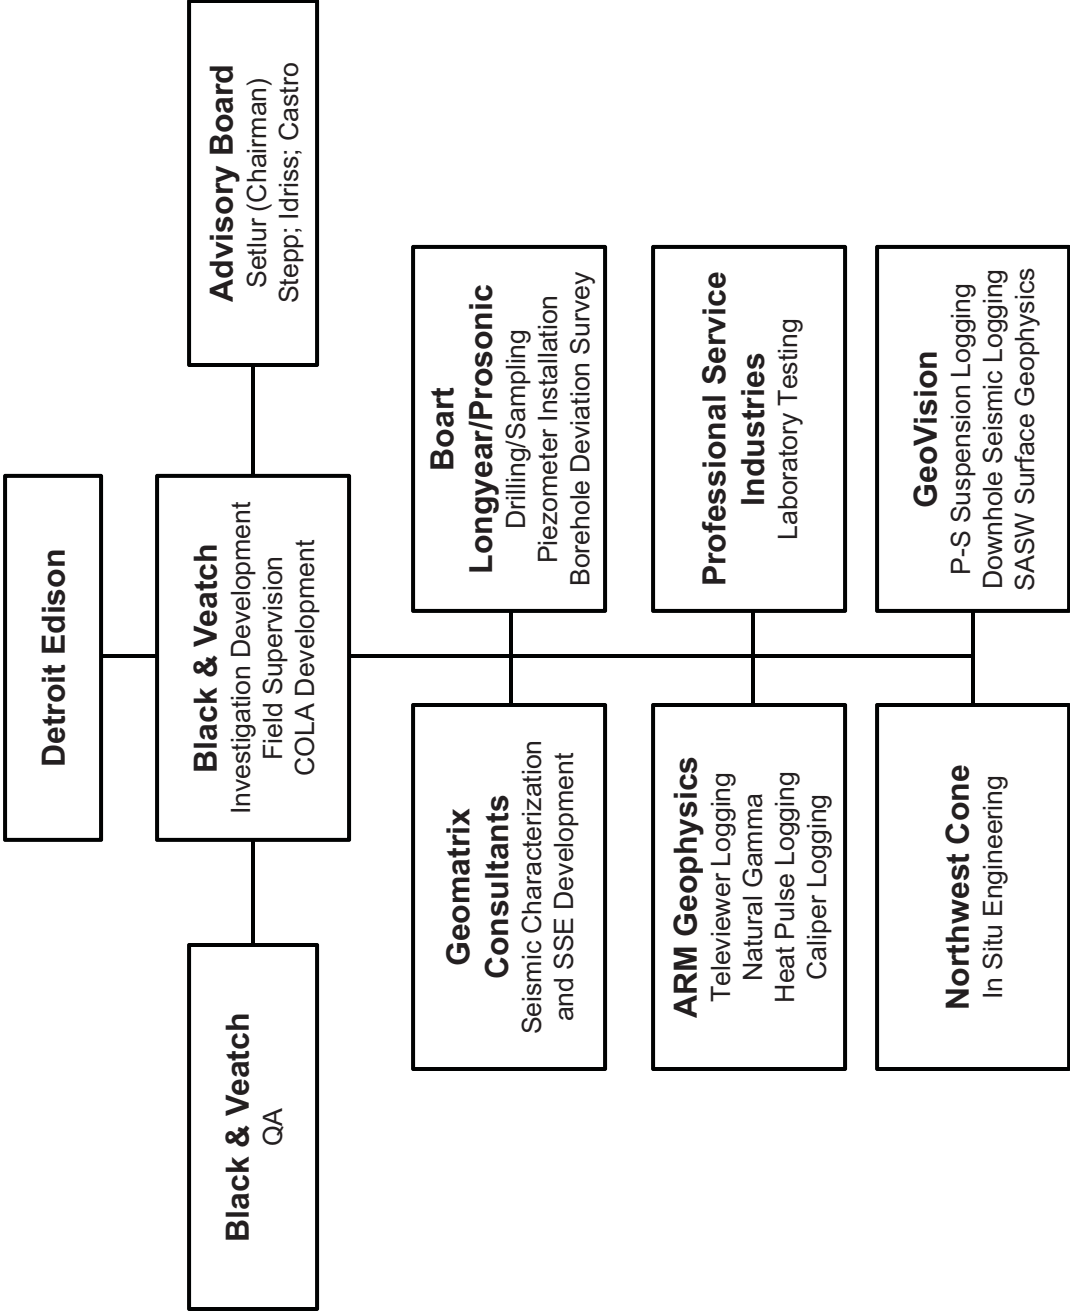 Detroit Edison
Black & Veatch
QA
Black & Veatch
Investigation Development
Field Supervision
COLA Development
Advisory Board
Setlur (Chairman)
Stepp; Idriss; Castro
Geomatrix
Consultants
Seismic Characterization
and SSE Development
Boart
Longyear/Prosonic
Drilling/Sampling
Piezometer Installation
Borehole Deviation Survey
ARM Geophysics
Televiewer Logging
Natural Gamma
Heat Pulse Logging
Caliper Logging
Professional Service
Industries
Laboratory Testing
Northwest Cone
In Situ Engineering
GeoVision
P-S Suspension Logging
Downhole Seismic Logging
SASW Surface Geophysics